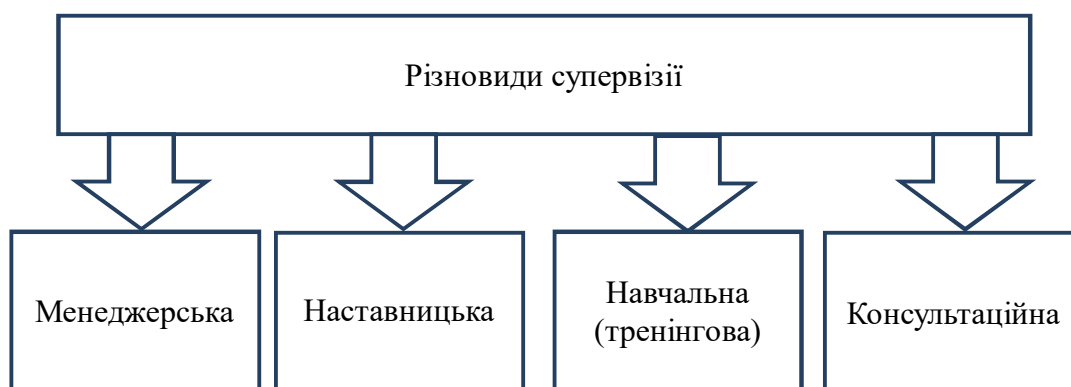 Різновиди супервізії
Менеджерська
Наставницька
Навчальна
(тренінгова)
Консультаційна